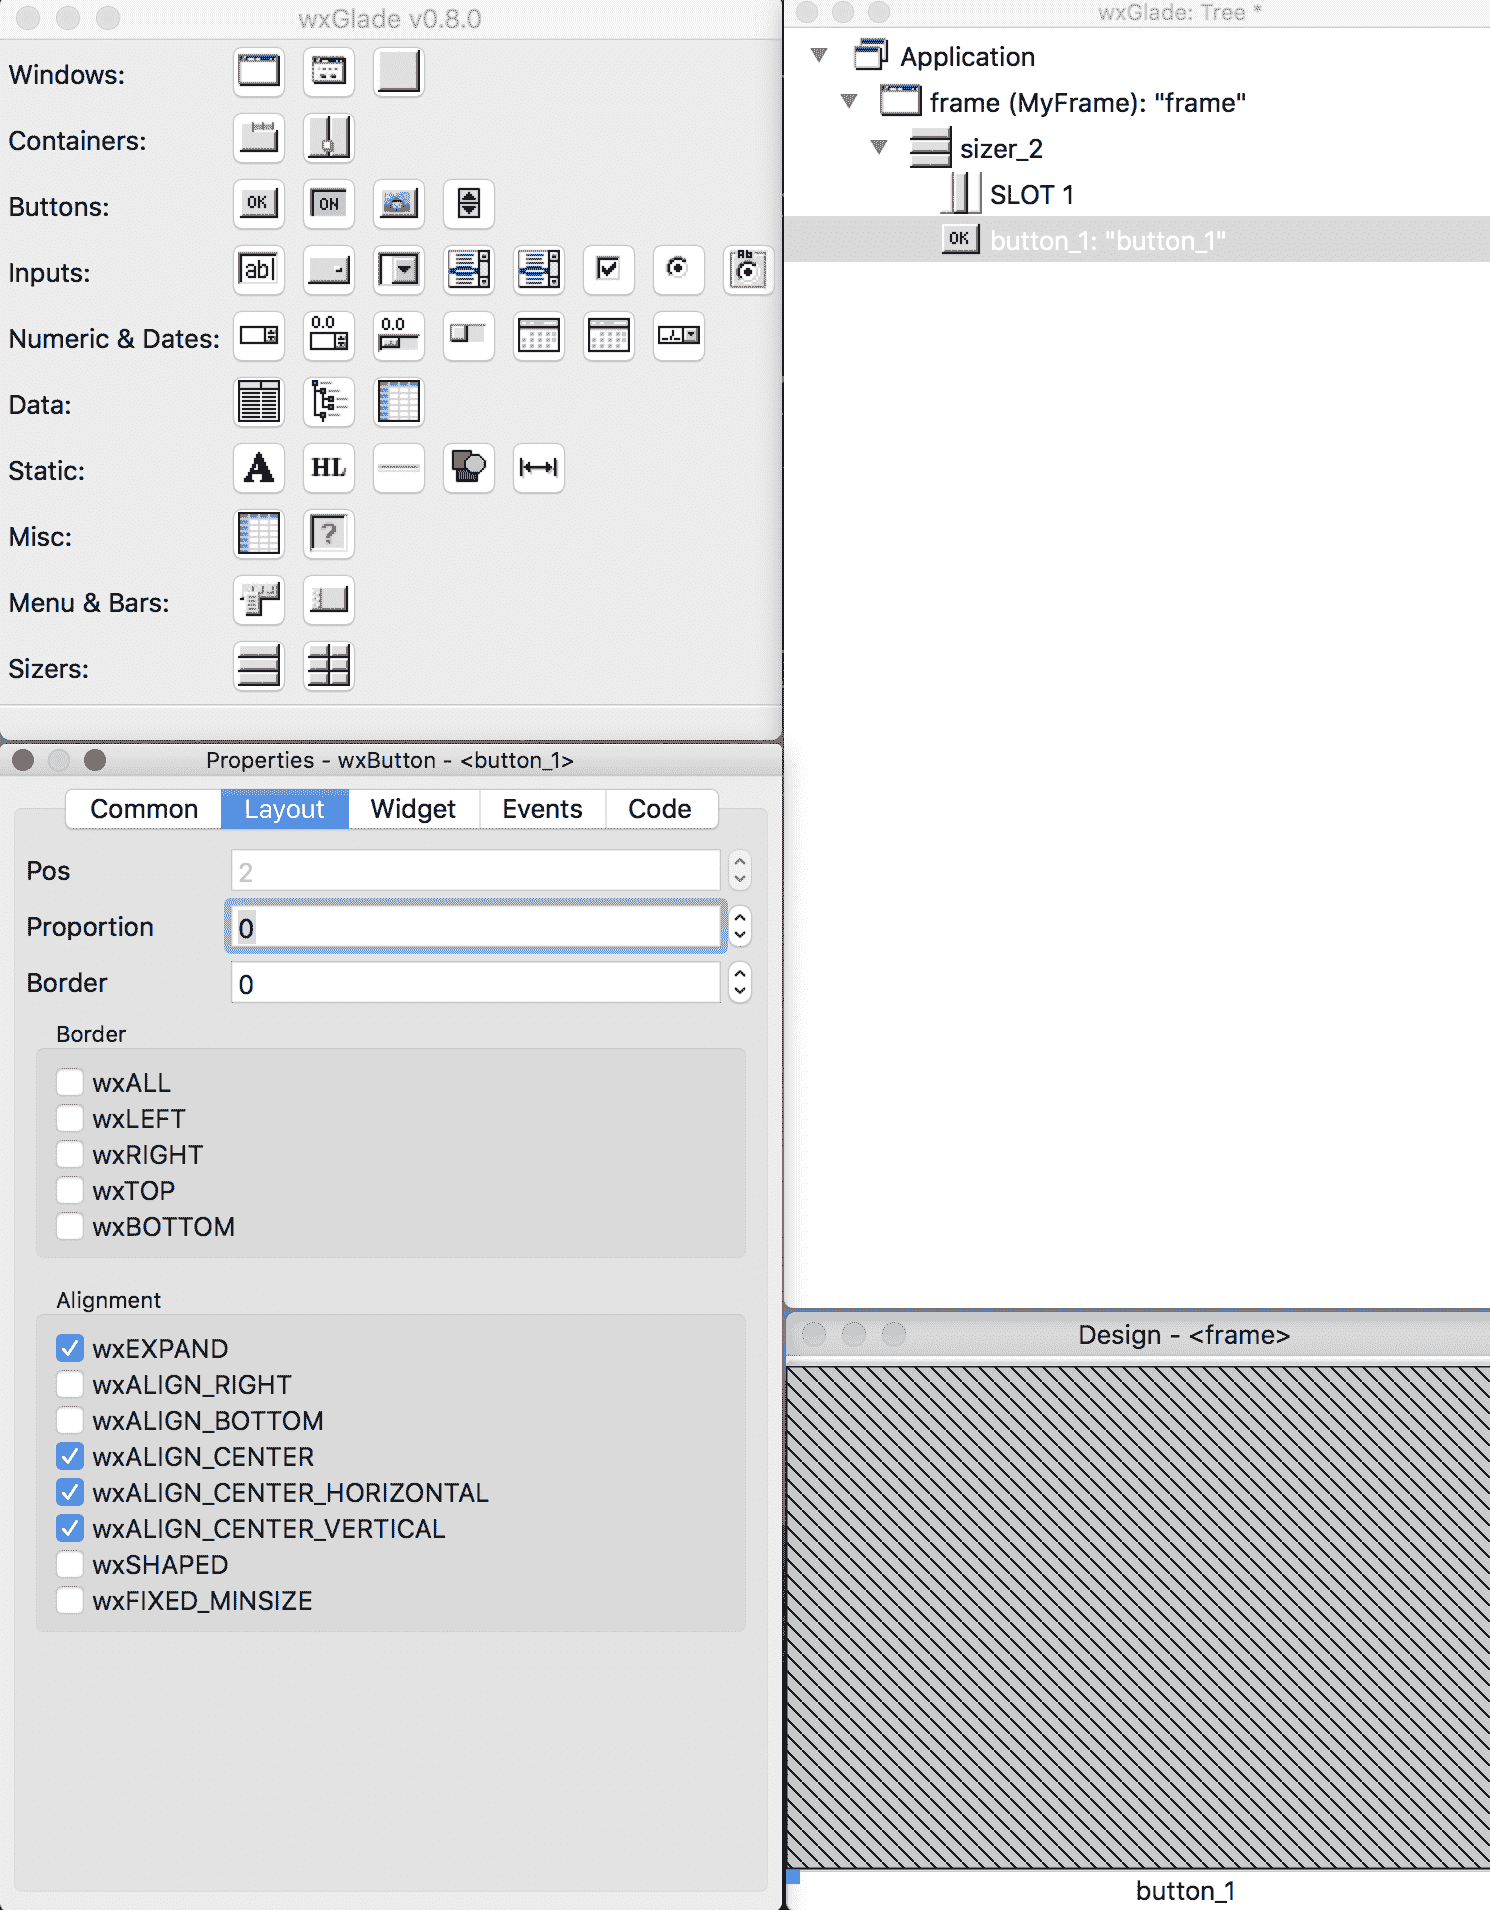 wxGlade v0.8.0
Windows:
Containers:
Buttons:
OK ON
Inputs:
ab| Ab
Numeric & Dates:
0.0 0.0
Data:
Static:
A HL
Misc:
?
Menu & Bars:
Sizers:
Properties - wxButton - <button_1>
Common Layout Widget Events Code
Pos 2
Proportion 0
Border 0
Border
wxALL
wxLEFT
wxRIGHT
wxTOP
wxBOTTOM
Alignment
wxEXPAND
wxALIGN_RIGHT
wxALIGN_BOTTOM
wxALIGN_CENTER
wxALIGN_CENTER_HORIZONTAL
wxALIGN_CENTER_VERTICAL
wxSHAPED
wxFIXED_MINSIZE
wxGlade: Tree *
Application
frame (MyFrame): "frame"
sizer_2
SLOT 1
OK button_1: "button_1"
Design - <frame>
button_1